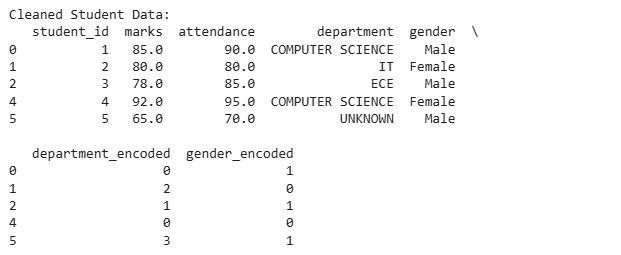 Cleaned Student Data:
   student_id  marks  attendance        department  gender  \
0           1   85.0        90.0  COMPUTER SCIENCE    Male
1           2   80.0        80.0                IT  Female
2           3   78.0        85.0               ECE    Male
4           4   92.0        95.0  COMPUTER SCIENCE  Female
5           5   65.0        70.0           UNKNOWN    Male
   department_encoded  gender_encoded
0                   0               1
1                   2               0
2                   1               1
4                   0               0
5                   3               1